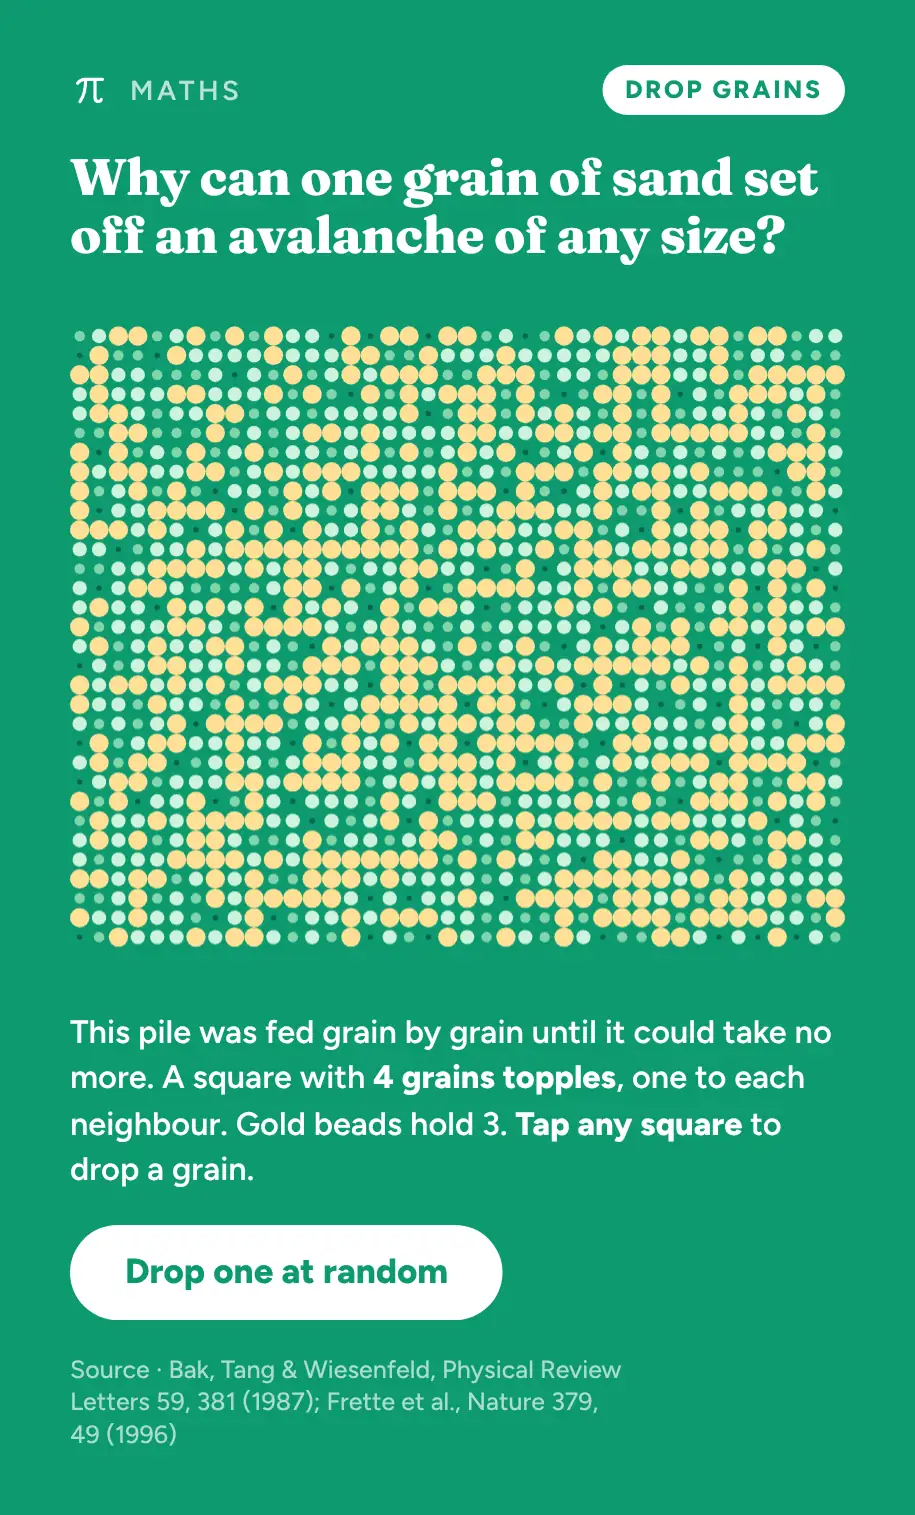 π MATHS
DROP GRAINS
Why can one grain of sand set
off an avalanche of any size?
This pile was fed grain by grain until it could take no
more. A square with 4 grains topples, one to each
neighbour. Gold beads hold 3. Tap any square to
drop a grain.
Drop one at random
Source · Bak, Tang & Wiesenfeld, Physical Review
Letters 59, 381 (1987); Frette et al., Nature 379,
49 (1996)